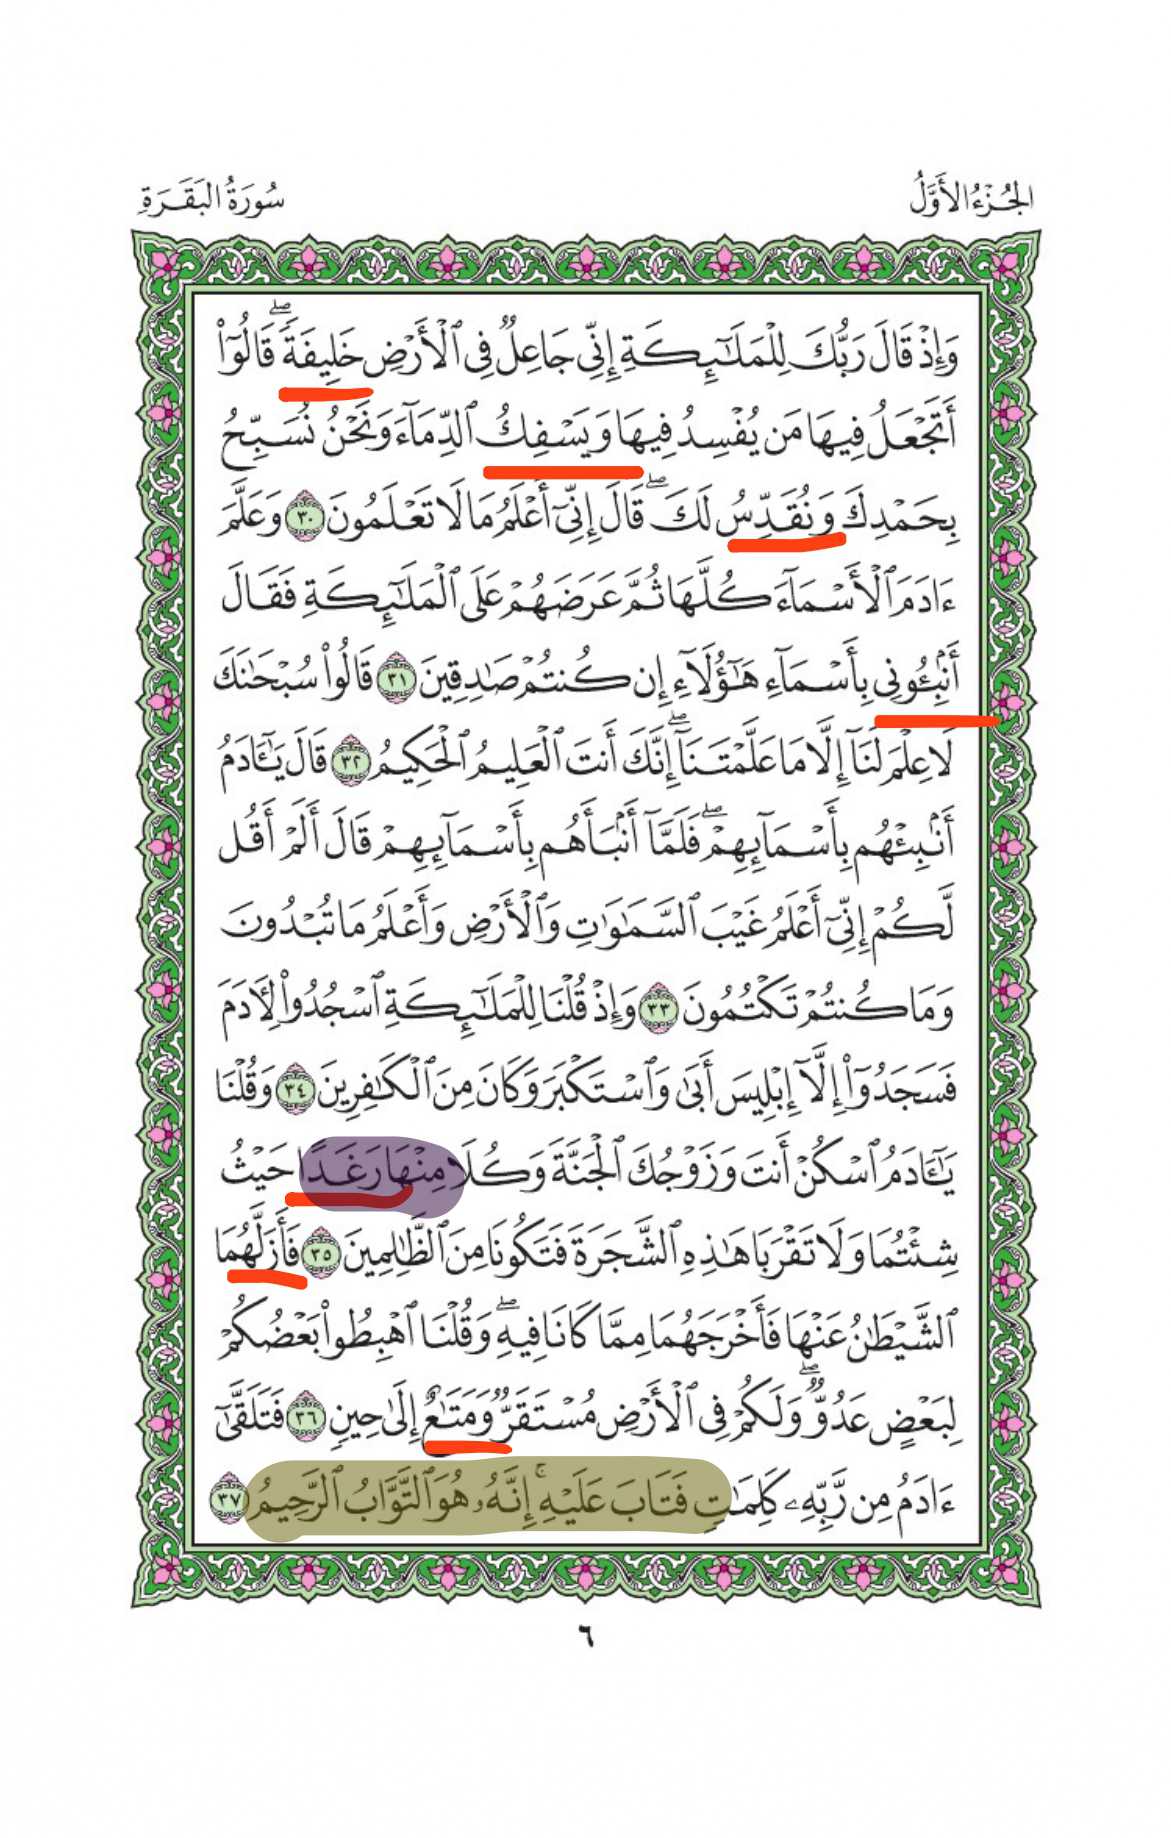 الجُزْءُ الأَوَّلُ
سُورَةُ البَقَرَةِ
وَإِذْ قَالَ رَبُّكَ لِلْمَلَٰٓئِكَةِ إِنِّي جَاعِلٌ فِي ٱلْأَرْضِ خَلِيفَةًۖ قَالُوٓا۟
أَتَجْعَلُ فِيهَا مَن يُفْسِدُ فِيهَا وَيَسْفِكُ ٱلدِّمَآءَ وَنَحْنُ نُسَبِّحُ
بِحَمْدِكَ وَنُقَدِّسُ لَكَۖ قَالَ إِنِّيٓ أَعْلَمُ مَا لَا تَعْلَمُونَ ٣٠ وَعَلَّمَ
ءَادَمَ ٱلْأَسْمَآءَ كُلَّهَا ثُمَّ عَرَضَهُمْ عَلَى ٱلْمَلَٰٓئِكَةِ فَقَالَ
أَنۢبِـُٔونِي بِأَسْمَآءِ هَٰٓؤُلَآءِ إِن كُنتُمْ صَٰدِقِينَ ٣١ قَالُوا۟ سُبْحَٰنَكَ
لَا عِلْمَ لَنَآ إِلَّا مَا عَلَّمْتَنَآۖ إِنَّكَ أَنتَ ٱلْعَلِيمُ ٱلْحَكِيمُ ٣٢ قَالَ يَٰٓـَٔادَمُ
أَنۢبِئْهُم بِأَسْمَآئِهِمْۖ فَلَمَّآ أَنۢبَأَهُم بِأَسْمَآئِهِمْ قَالَ أَلَمْ أَقُل
لَّكُمْ إِنِّيٓ أَعْلَمُ غَيْبَ ٱلسَّمَٰوَٰتِ وَٱلْأَرْضِ وَأَعْلَمُ مَا تُبْدُونَ
وَمَا كُنتُمْ تَكْتُمُونَ ٣٣ وَإِذْ قُلْنَا لِلْمَلَٰٓئِكَةِ ٱسْجُدُوا۟ لِـَٔادَمَ
فَسَجَدُوٓا۟ إِلَّآ إِبْلِيسَ أَبَىٰ وَٱسْتَكْبَرَ وَكَانَ مِنَ ٱلْكَٰفِرِينَ ٣٤ وَقُلْنَا
يَٰٓـَٔادَمُ ٱسْكُنْ أَنتَ وَزَوْجُكَ ٱلْجَنَّةَ وَكُلَا مِنْهَا رَغَدًا حَيْثُ
شِئْتُمَا وَلَا تَقْرَبَا هَٰذِهِ ٱلشَّجَرَةَ فَتَكُونَا مِنَ ٱلظَّٰلِمِينَ ٣٥ فَأَزَلَّهُمَا
ٱلشَّيْطَٰنُ عَنْهَا فَأَخْرَجَهُمَا مِمَّا كَانَا فِيهِۖ وَقُلْنَا ٱهْبِطُوا۟ بَعْضُكُمْ
لِبَعْضٍ عَدُوٌّۖ وَلَكُمْ فِي ٱلْأَرْضِ مُسْتَقَرٌّ وَمَتَٰعٌ إِلَىٰ حِينٍ ٣٦ فَتَلَقَّىٰٓ
ءَادَمُ مِن رَّبِّهِۦ كَلِمَٰتٍ فَتَابَ عَلَيْهِۚ إِنَّهُۥ هُوَ ٱلتَّوَّابُ ٱلرَّحِيمُ ٣٧
٦